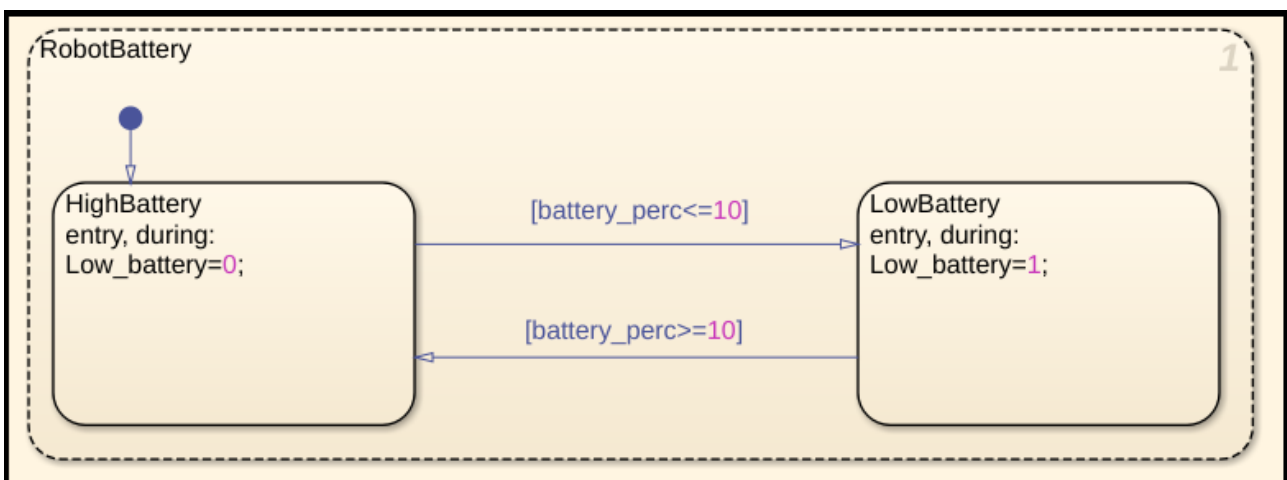 RobotBattery
1
HighBattery
entry, during:
Low_battery=0;
[battery_perc<=10]
[battery_perc>=10]
LowBattery
entry, during:
Low_battery=1;